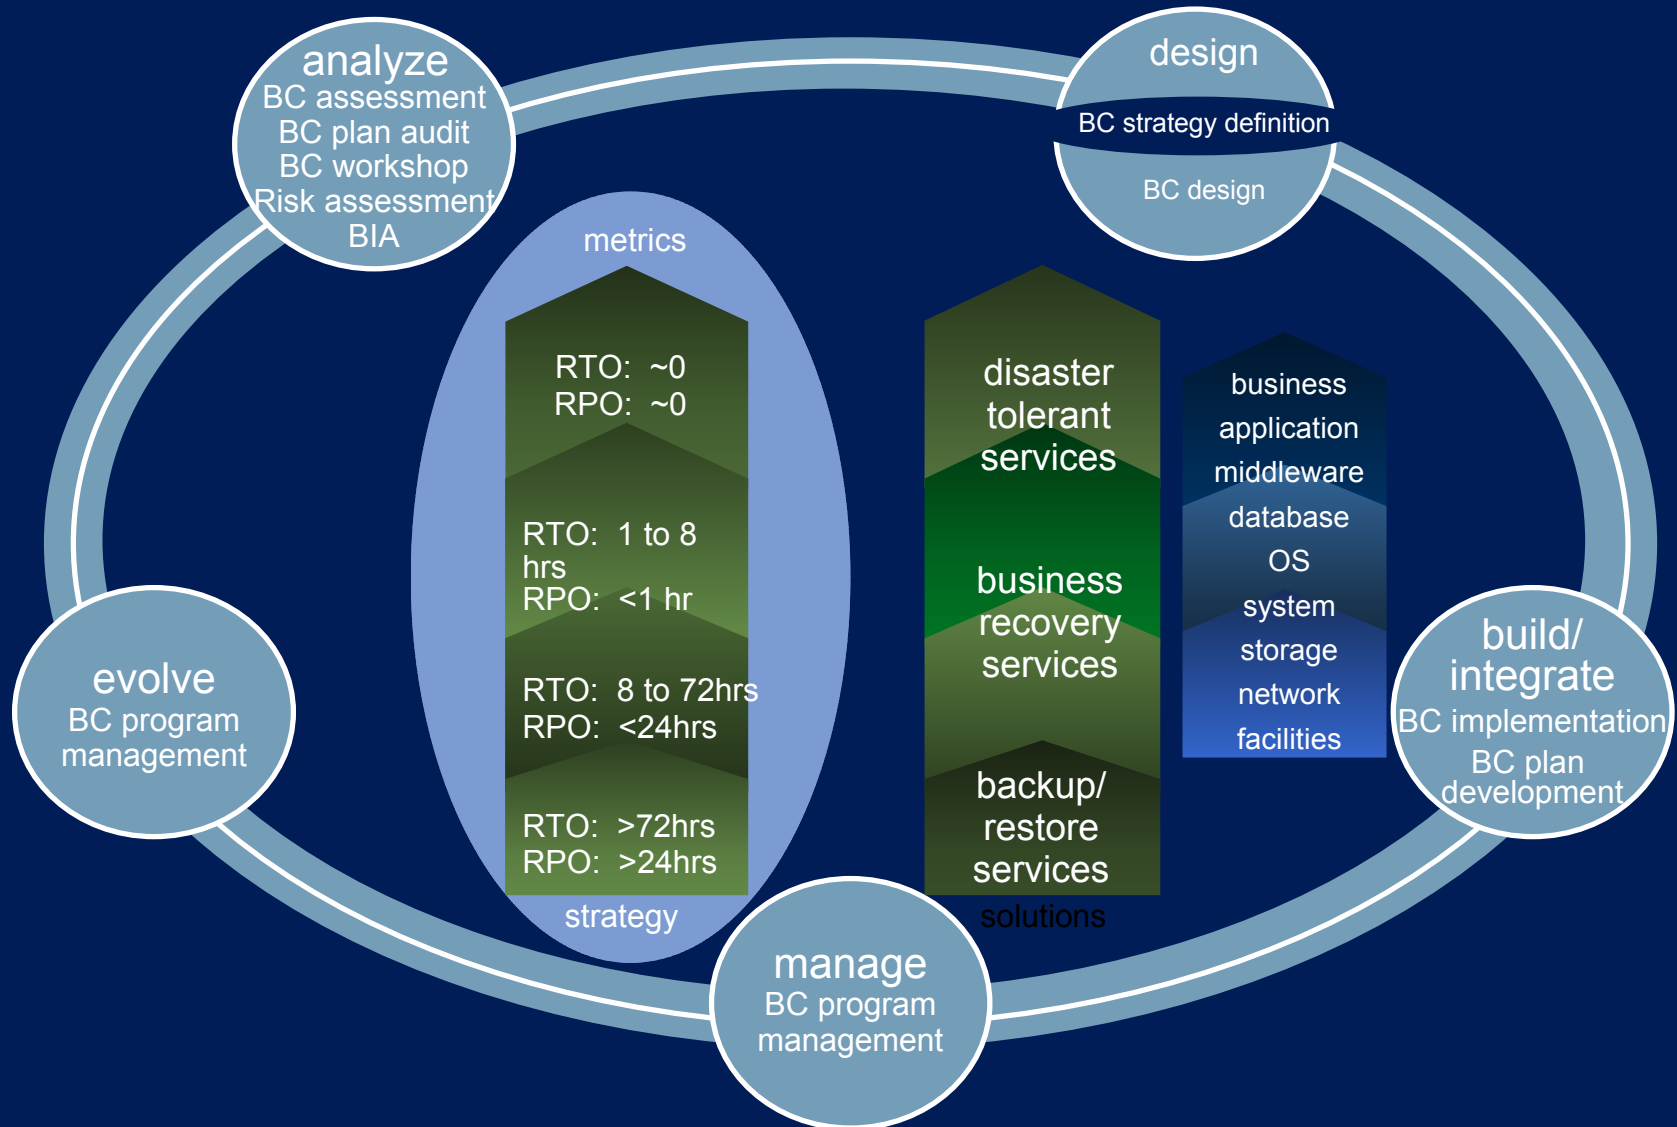 analyze
BC assessment
BC plan audit
BC workshop
Risk assessment
BIA
design
BC strategy definition
BC design
metrics
RTO: ~0
RPO: ~0
RTO: 1 to 8
hrs
RPO: <1 hr
RTO: 8 to 72hrs
RPO: <24hrs
RTO: >72hrs
RPO: >24hrs
strategy
disaster
tolerant
services
business
recovery
services
backup/
restore
services
solutions
business
application
middleware
database
OS
system
storage
network
facilities
evolve
BC program
management
build/
integrate
BC implementation
BC plan
development
manage
BC program
management